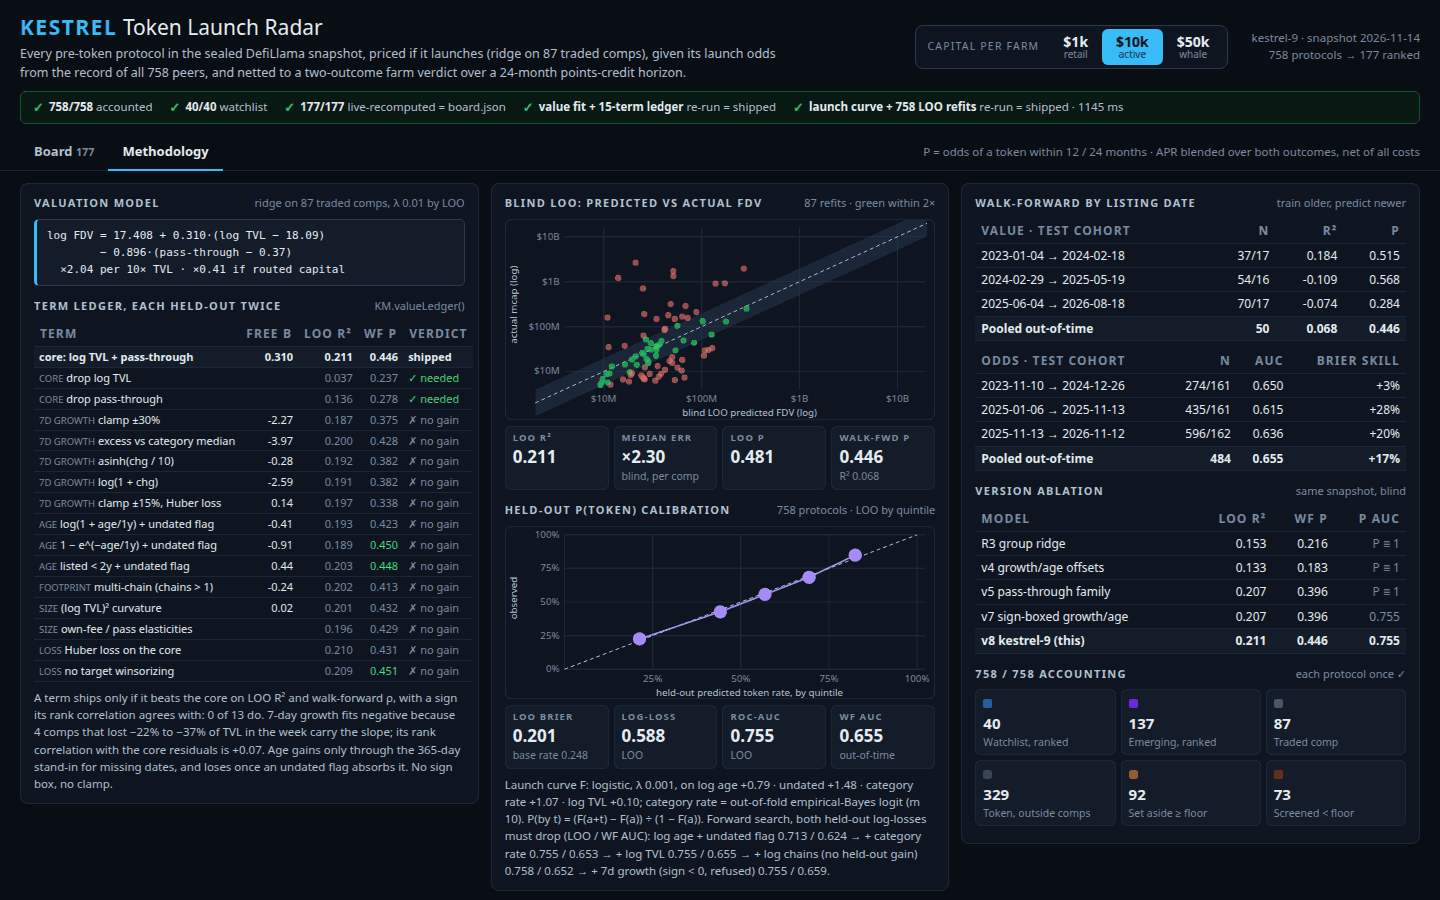 KESTREL Token Launch Radar
Every pre-token protocol in the sealed DefiLlama snapshot, priced if it launches (ridge on 87 traded comps), given its launch odds
from the record of all 758 peers, and netted to a two-outcome farm verdict over a 24-month points-credit horizon.
CAPITAL PER FARM
$1k retail
$10k active
$50k whale
kestrel-9 · snapshot 2026-11-14
758 protocols → 177 ranked
✓ 758/758 accounted ✓ 40/40 watchlist ✓ 177/177 live-recomputed = board.json ✓ value fit + 15-term ledger re-run = shipped ✓ launch curve + 758 LOO refits re-run = shipped · 1145 ms
Board 177 Methodology
P = odds of a token within 12 / 24 months · APR blended over both outcomes, net of all costs
VALUATION MODEL ridge on 87 traded comps, λ 0.01 by LOO
log FDV = 17.408 + 0.310·(log TVL − 18.09)
− 0.896·(pass-through − 0.37)
×2.04 per 10× TVL · ×0.41 if routed capital
TERM LEDGER, EACH HELD-OUT TWICE KM.valueLedger()
TERM FREE B LOO R² WF P VERDICT
core: log TVL + pass-through 0.310 0.211 0.446 shipped
CORE drop log TVL 0.037 0.237 ✓ needed
CORE drop pass-through 0.136 0.278 ✓ needed
7D GROWTH clamp ±30% -2.27 0.187 0.375 ✗ no gain
7D GROWTH excess vs category median -3.97 0.200 0.428 ✗ no gain
7D GROWTH asinh(chg / 10) -0.28 0.192 0.382 ✗ no gain
7D GROWTH log(1 + chg) -2.59 0.191 0.382 ✗ no gain
7D GROWTH clamp ±15%, Huber loss 0.14 0.197 0.338 ✗ no gain
AGE log(1 + age/1y) + undated flag -0.41 0.193 0.423 ✗ no gain
AGE 1 − e^(−age/1y) + undated flag -0.91 0.189 0.450 ✗ no gain
AGE listed < 2y + undated flag 0.44 0.203 0.448 ✗ no gain
FOOTPRINT multi-chain (chains > 1) -0.24 0.202 0.413 ✗ no gain
SIZE (log TVL)² curvature 0.02 0.201 0.432 ✗ no gain
SIZE own-fee / pass elasticities 0.196 0.429 ✗ no gain
LOSS Huber loss on the core 0.210 0.431 ✗ no gain
LOSS no target winsorizing 0.209 0.451 ✗ no gain
A term ships only if it beats the core on LOO R² and walk-forward ρ, with a sign
its rank correlation agrees with: 0 of 13 do. 7-day growth fits negative because
4 comps that lost −22% to −37% of TVL in the week carry the slope; its rank
correlation with the core residuals is +0.07. Age gains only through the 365-day
stand-in for missing dates, and loses once an undated flag absorbs it. No sign
box, no clamp.
BLIND LOO: PREDICTED VS ACTUAL FDV 87 refits · green within 2×
actual mcap (log)
$10B
$1B
$100M
$10M
$10M $100M $1B $10B
blind LOO predicted FDV (log)
LOO R²
0.211
MEDIAN ERR
×2.30
blind, per comp
LOO P
0.481
WALK-FWD P
0.446
R² 0.068
HELD-OUT P(TOKEN) CALIBRATION 758 protocols · LOO by quintile
observed
100%
75%
50%
25%
0%
25% 50% 75% 100%
held-out predicted token rate, by quintile
LOO BRIER
0.201
base rate 0.248
LOG-LOSS
0.588
LOO
ROC-AUC
0.755
LOO
WF AUC
0.655
out-of-time
Launch curve F: logistic, λ 0.001, on log age +0.79 · undated +1.48 · category
rate +1.07 · log TVL +0.10; category rate = out-of-fold empirical-Bayes logit (m
10). P(by t) = (F(a+t) − F(a)) ÷ (1 − F(a)). Forward search, both held-out log-losses
must drop (LOO / WF AUC): log age + undated flag 0.713 / 0.624 → + category
rate 0.755 / 0.653 → + log TVL 0.755 / 0.655 → + log chains (no held-out gain)
0.758 / 0.652 → + 7d growth (sign < 0, refused) 0.755 / 0.659.
WALK-FORWARD BY LISTING DATE train older, predict newer
VALUE · TEST COHORT N R² P
2023-01-04 → 2024-02-18 37/17 0.184 0.515
2024-02-29 → 2025-05-19 54/16 -0.109 0.568
2025-06-04 → 2026-08-18 70/17 -0.074 0.284
Pooled out-of-time 50 0.068 0.446
ODDS · TEST COHORT N AUC BRIER SKILL
2023-11-10 → 2024-12-26 274/161 0.650 +3%
2025-01-06 → 2025-11-13 435/161 0.615 +28%
2025-11-13 → 2026-11-12 596/162 0.636 +20%
Pooled out-of-time 484 0.655 +17%
VERSION ABLATION same snapshot, blind
MODEL LOO R² WF P P AUC
R3 group ridge 0.153 0.216 P ≡ 1
v4 growth/age offsets 0.133 0.183 P ≡ 1
v5 pass-through family 0.207 0.396 P ≡ 1
v7 sign-boxed growth/age 0.207 0.396 0.755
v8 kestrel-9 (this) 0.211 0.446 0.755
758 / 758 ACCOUNTING each protocol once ✓
40
Watchlist, ranked
137
Emerging, ranked
87
Traded comp
329
Token, outside comps
92
Set aside ≥ floor
73
Screened < floor